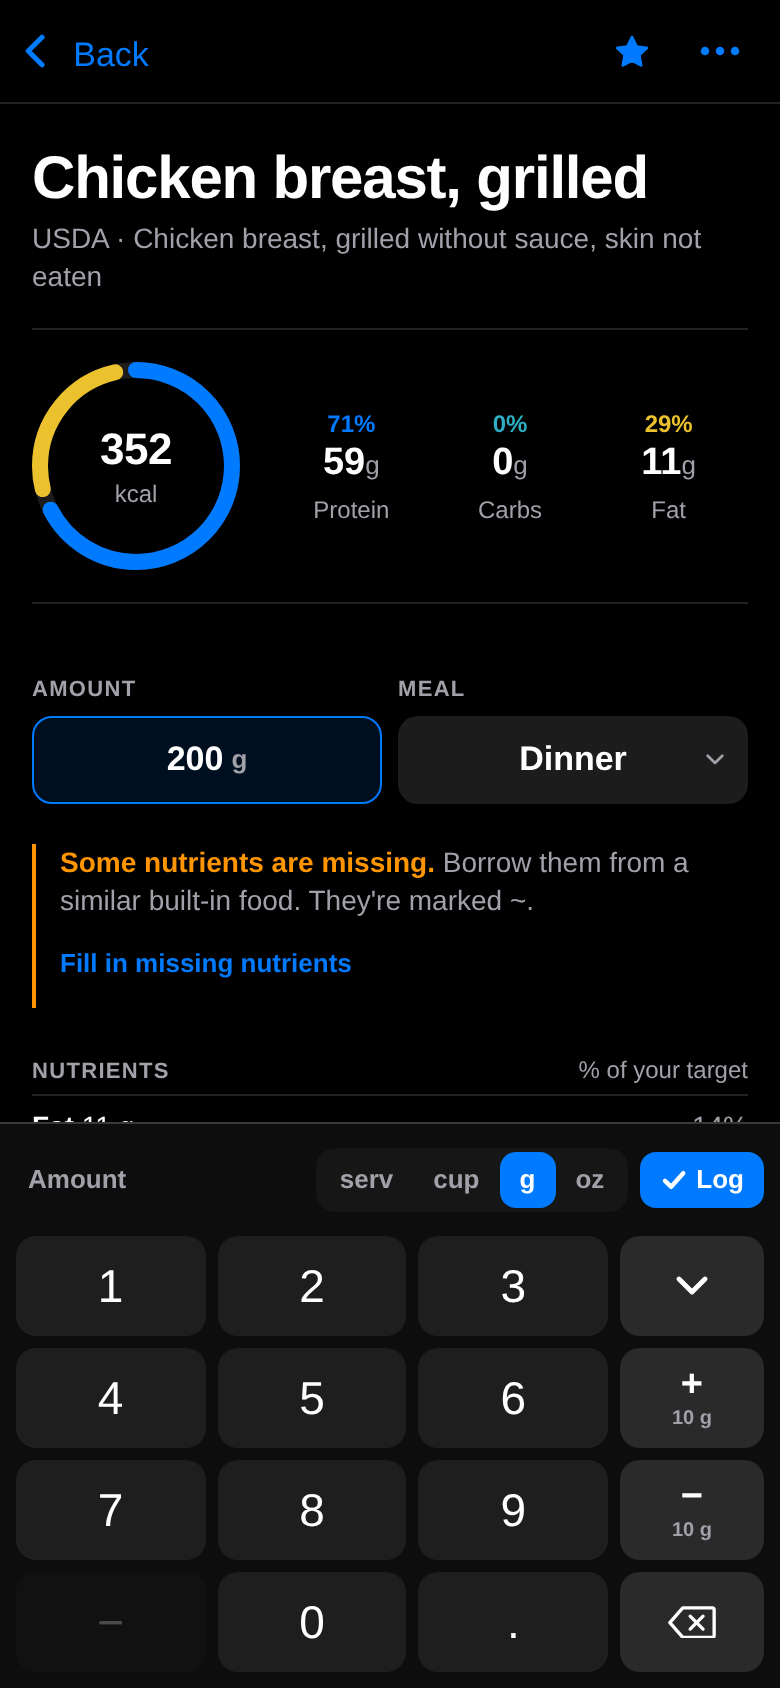 Back
Chicken breast, grilled
USDA · Chicken breast, grilled without sauce, skin not
eaten
352
kcal
71%
59g
Protein
0%
0g
Carbs
29%
11g
Fat
AMOUNT
MEAL
200 g
Dinner
Some nutrients are missing. Borrow them from a
similar built-in food. They're marked ~.
Fill in missing nutrients
NUTRIENTS
% of your target
Fat 11 g
14%
Amount
serv
cup
g
oz
Log
1
2
3
4
5
6
+
10 g
7
8
9
−
10 g
–
0
.